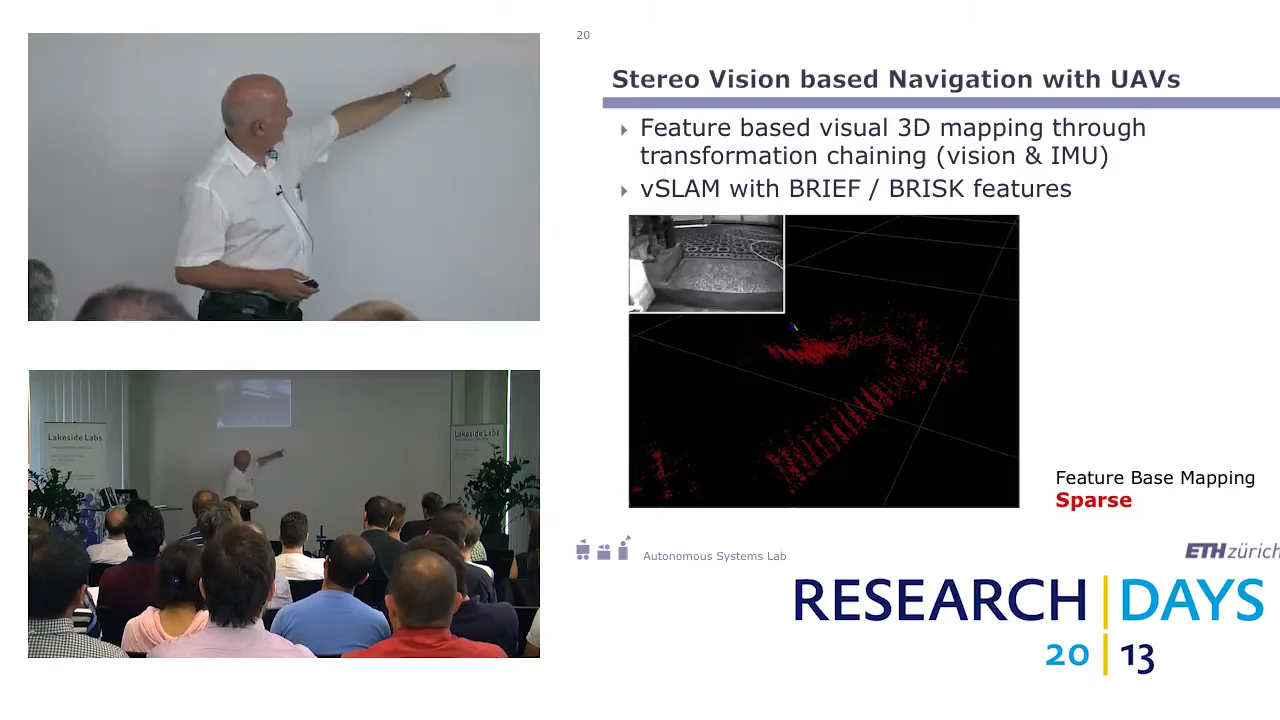 20
Stereo Vision based Navigation with UAVs
Feature based visual 3D mapping through
transformation chaining (vision & IMU)
vSLAM with BRIEF / BRISK features
Feature Base Mapping
Sparse
Autonomous Systems Lab
ETH zürich
RESEARCH DAYS
20 13
Lakeside Labs
Lakeside Labs